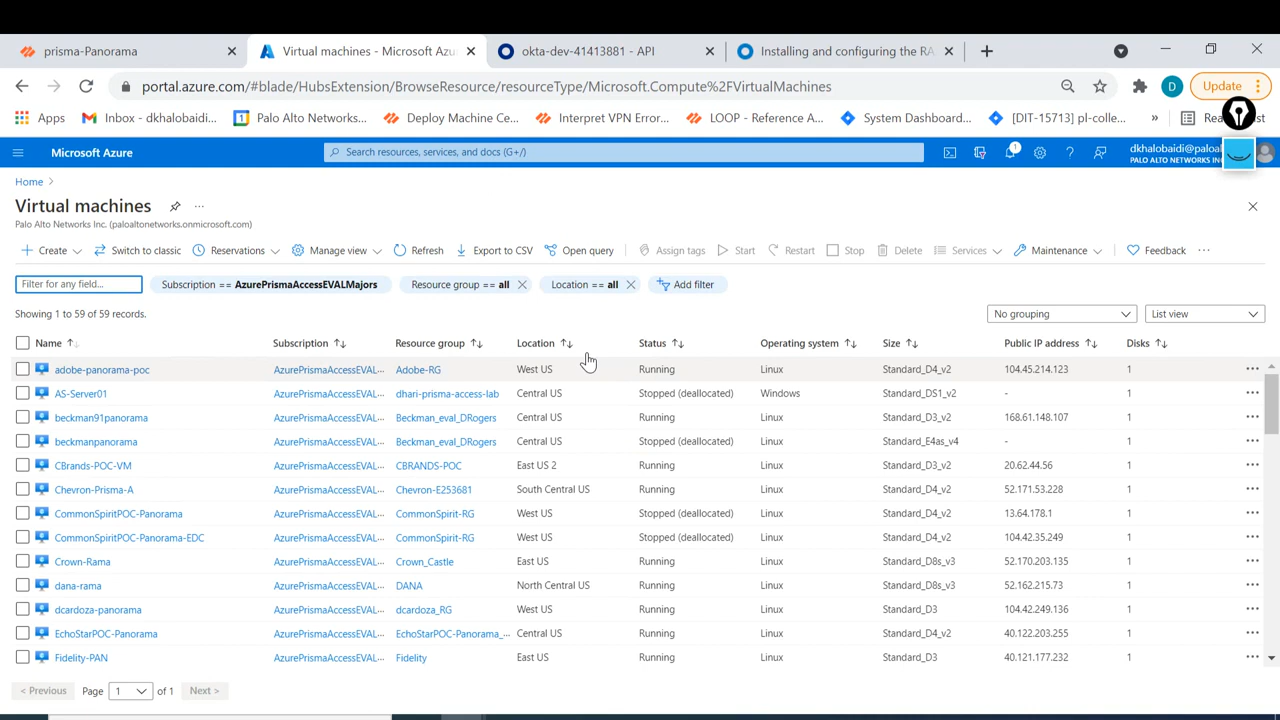 prisma-Panorama
Virtual machines - Microsoft Azu
okta-dev-41413881 - API
Installing and configuring the RA
portal.azure.com/#blade/HubsExtension/BrowseResource/resourceType/Microsoft.Compute%2FVirtualMachines
Update
Apps
Inbox - dkhalobaidi...
Palo Alto Networks...
Deploy Machine Ce...
Interpret VPN Error...
LOOP - Reference A...
System Dashboard...
[DIT-15713] pl-colle...
Microsoft Azure
Search resources, services, and docs (G+/)
1
dkhalobaidi@paloal
PALO ALTO NETWORKS INC
Home
Virtual machines
Palo Alto Networks Inc. (paloaltonetworks.onmicrosoft.com)
Create Switch to classic Reservations Manage view Refresh Export to CSV Open query Assign tags Start Restart Stop Delete Services Maintenance Feedback
Filter for any field... Subscription == AzurePrismaAccessEVALMajors Resource group == all Location == all Add filter
Showing 1 to 59 of 59 records.
No grouping
List view
Name Subscription Resource group Location Status Operating system Size Public IP address Disks
adobe-panorama-poc AzurePrismaAccessEVAL... Adobe-RG West US Running Linux Standard_D4_v2 104.45.214.123 1
AS-Server01 AzurePrismaAccessEVAL... dhari-prisma-access-lab Central US Stopped (deallocated) Windows Standard_DS1_v2 - 1
beckman91panorama AzurePrismaAccessEVAL... Beckman_eval_DRogers Central US Running Linux Standard_D3_v2 168.61.148.107 1
beckmanpanorama AzurePrismaAccessEVAL... Beckman_eval_DRogers Central US Stopped (deallocated) Linux Standard_E4as_v4 - 1
CBrands-POC-VM AzurePrismaAccessEVAL... CBRANDS-POC East US 2 Running Linux Standard_D3_v2 20.62.44.56 1
Chevron-Prisma-A AzurePrismaAccessEVAL... Chevron-E253681 South Central US Running Linux Standard_D4_v2 52.171.53.228 1
CommonSpiritPOC-Panorama AzurePrismaAccessEVAL... CommonSpirit-RG West US Stopped (deallocated) Linux Standard_D4_v2 13.64.178.1 1
CommonSpiritPOC-Panorama-EDC AzurePrismaAccessEVAL... CommonSpirit-RG West US Stopped (deallocated) Linux Standard_D4_v2 104.42.35.249 1
Crown-Rama AzurePrismaAccessEVAL... Crown_Castle East US Running Linux Standard_D8s_v3 52.170.203.135 1
dana-rama AzurePrismaAccessEVAL... DANA North Central US Running Linux Standard_D8s_v3 52.162.215.73 1
dcardoza-panorama AzurePrismaAccessEVAL... dcardoza_RG West US Running Linux Standard_D3 104.42.249.136 1
EchoStarPOC-Panorama AzurePrismaAccessEVAL... EchoStarPOC-Panorama_... Central US Running Linux Standard_D4_v2 40.122.203.255 1
Fidelity-PAN AzurePrismaAccessEVAL... Fidelity East US Running Linux Standard_D3 40.121.177.232 1
< Previous Page 1 of 1 Next >